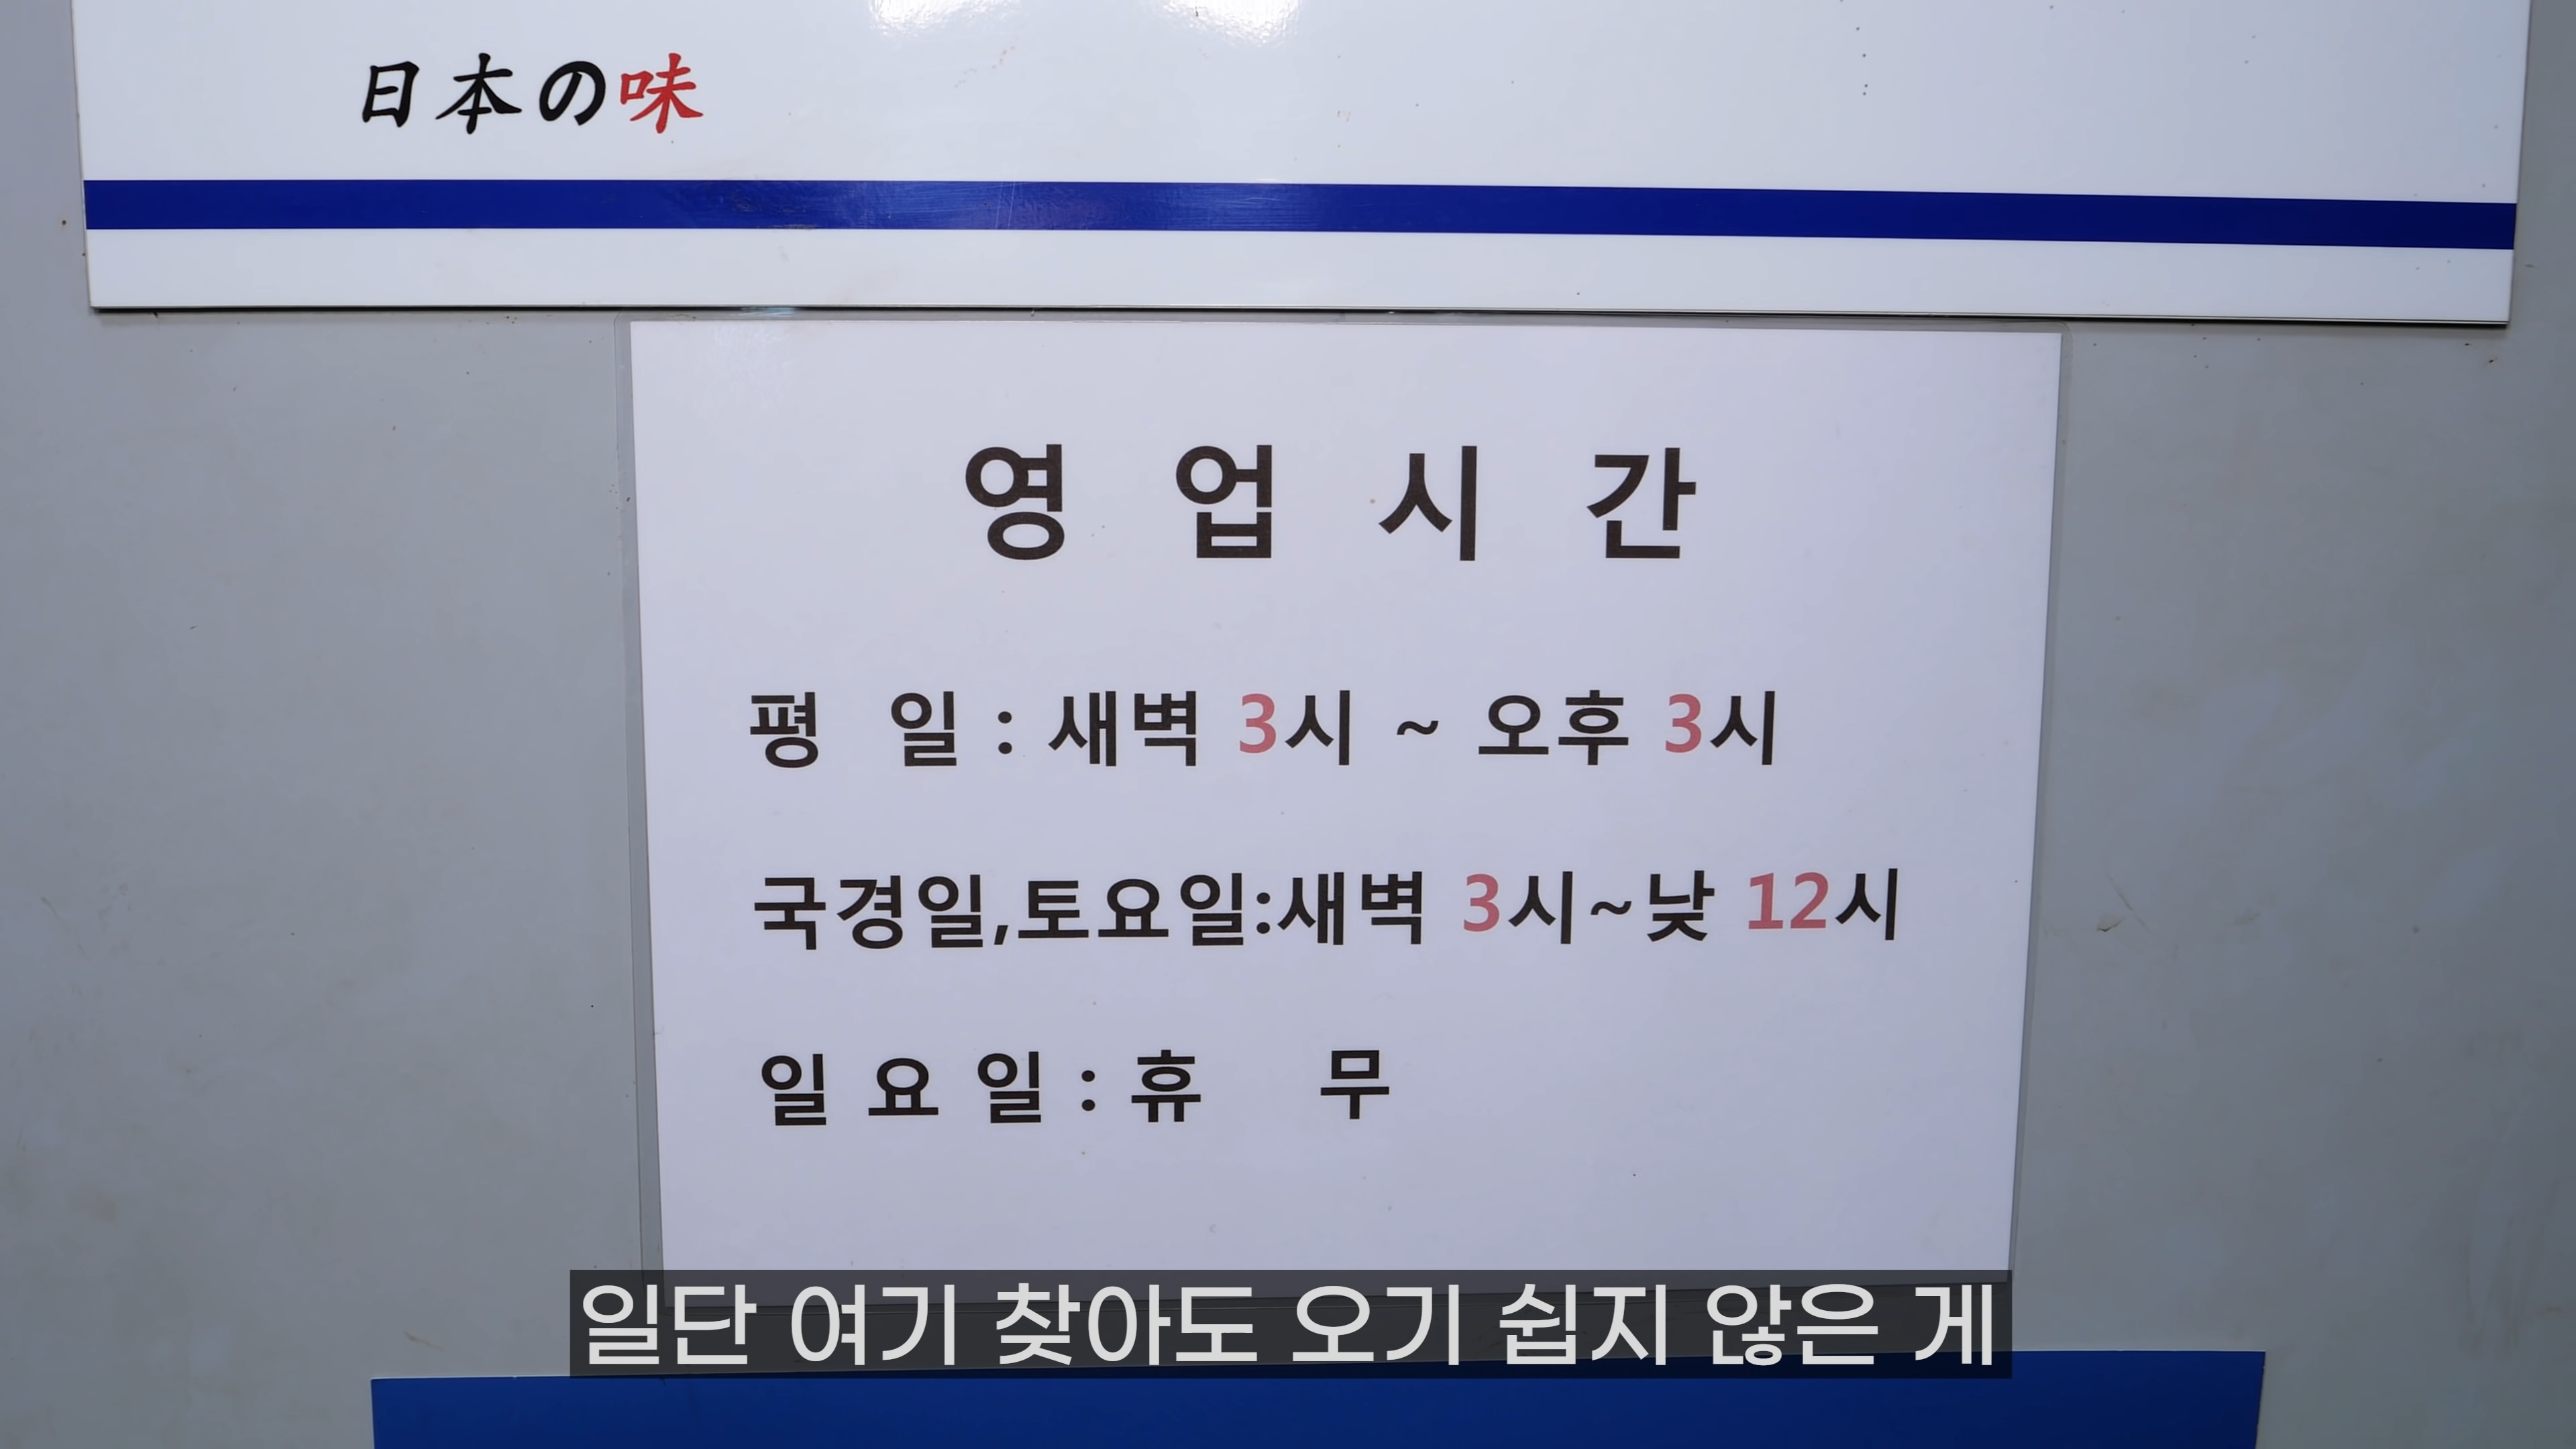 日本の味
영 업 시 간
평 일 : 새벽 3시 ~ 오후 3시
국경일,토요일:새벽 3시~낮 12시
일 요 일 : 휴 무
일단 여기 찾아도 오기 쉽지 않은 게